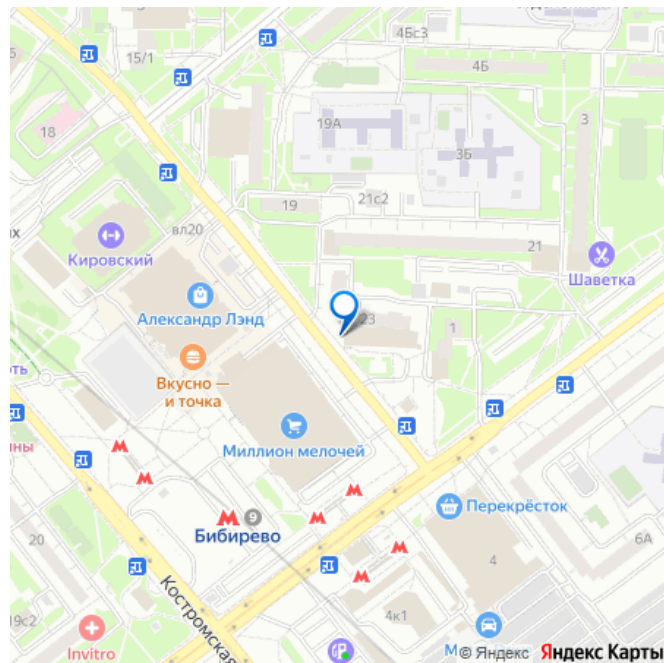 4Бс3
4Б
15/1
18
19А
3Б
3
19
21с2
вл20
21
Кировский
Шаветка
Александр Лэнд
23
1
Вкусно —
и точка
Миллион мелочей
Перекрёсток
9
Бибирево
6А
20
4
Костромская
4к1
19с2
Invitro
© Яндекс Яндекс Карты